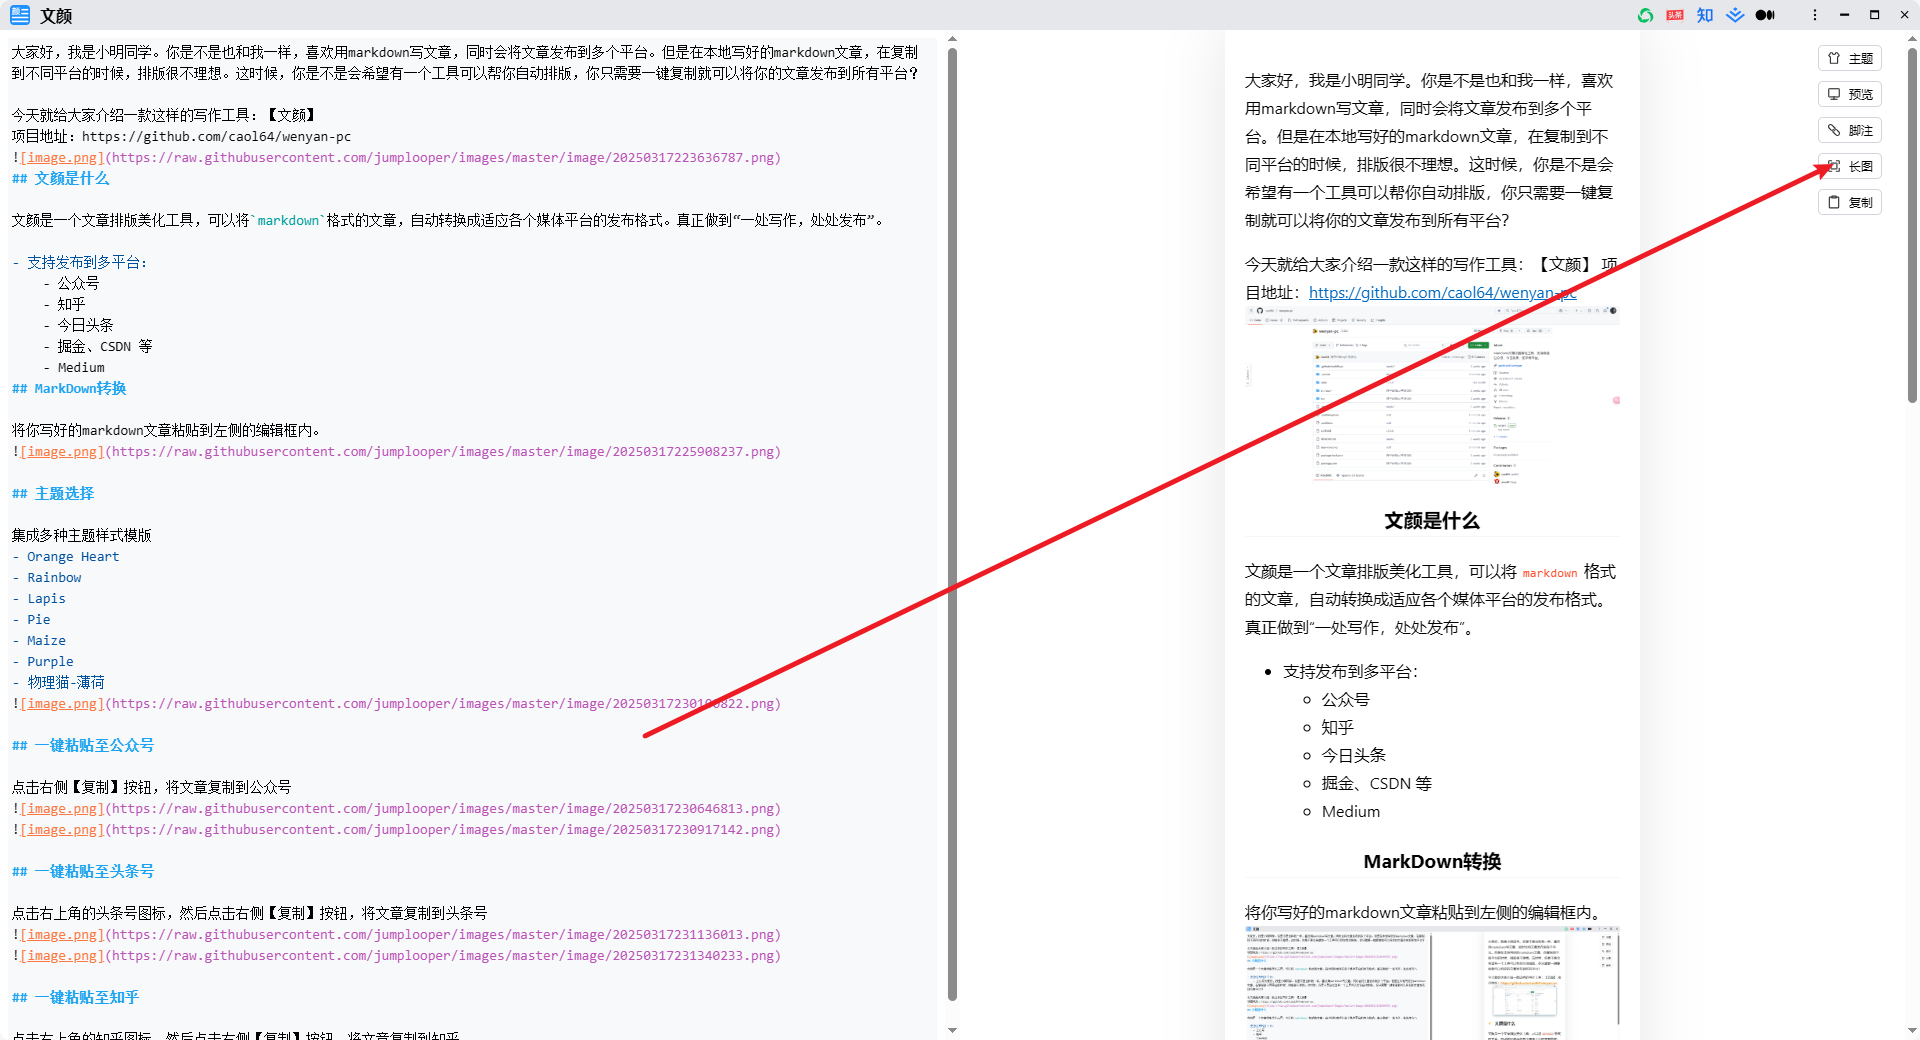 文颜
头条
知
大家好，我是小明同学。你是不是也和我一样，喜欢用markdown写文章，同时会将文章发布到多个平台。但是在本地写好的markdown文章，在复制
到不同平台的时候，排版很不理想。这时候，你是不是会希望有一个工具可以帮你自动排版，你只需要一键复制就可以将你的文章发布到所有平台？
今天就给大家介绍一款这样的写作工具：【文颜】
项目地址：https://github.com/caol64/wenyan-pc
![image.png](https://raw.githubusercontent.com/jumplooper/images/master/image/20250317223636787.png)
## 文颜是什么
文颜是一个文章排版美化工具，可以将`markdown`格式的文章，自动转换成适应各个媒体平台的发布格式。真正做到“一处写作，处处发布”。
- 支持发布到多平台：
- 公众号
- 知乎
- 今日头条
- 掘金、CSDN 等
- Medium
## MarkDown转换
将你写好的markdown文章粘贴到左侧的编辑框内。
![image.png](https://raw.githubusercontent.com/jumplooper/images/master/image/20250317225908237.png)
## 主题选择
集成多种主题样式模版
- Orange Heart
- Rainbow
- Lapis
- Pie
- Maize
- Purple
- 物理猫-薄荷
![image.png](https://raw.githubusercontent.com/jumplooper/images/master/image/20250317230100822.png)
## 一键粘贴至公众号
点击右侧【复制】按钮，将文章复制到公众号
![image.png](https://raw.githubusercontent.com/jumplooper/images/master/image/20250317230646813.png)
![image.png](https://raw.githubusercontent.com/jumplooper/images/master/image/20250317230917142.png)
## 一键粘贴至头条号
点击右上角的头条号图标，然后点击右侧【复制】按钮，将文章复制到头条号
![image.png](https://raw.githubusercontent.com/jumplooper/images/master/image/20250317231136013.png)
![image.png](https://raw.githubusercontent.com/jumplooper/images/master/image/20250317231340233.png)
## 一键粘贴至知乎
点击右上角的知乎图标，然后点击右侧【复制】按钮，将文章复制到知乎
大家好，我是小明同学。你是不是也和我一样，喜欢
用markdown写文章，同时会将文章发布到多个平
台。但是在本地写好的markdown文章，在复制到不
同平台的时候，排版很不理想。这时候，你是不是会
希望有一个工具可以帮你自动排版，你只需要一键复
制就可以将你的文章发布到所有平台？
今天就给大家介绍一款这样的写作工具：【文颜】 项
目地址：https://github.com/caol64/wenyan-pc
文颜是什么
文颜是一个文章排版美化工具，可以将 markdown 格式
的文章，自动转换成适应各个媒体平台的发布格式。
真正做到“一处写作，处处发布”。
支持发布到多平台：
公众号
知乎
今日头条
掘金、CSDN 等
Medium
MarkDown转换
将你写好的markdown文章粘贴到左侧的编辑框内。
主题
预览
脚注
长图
复制